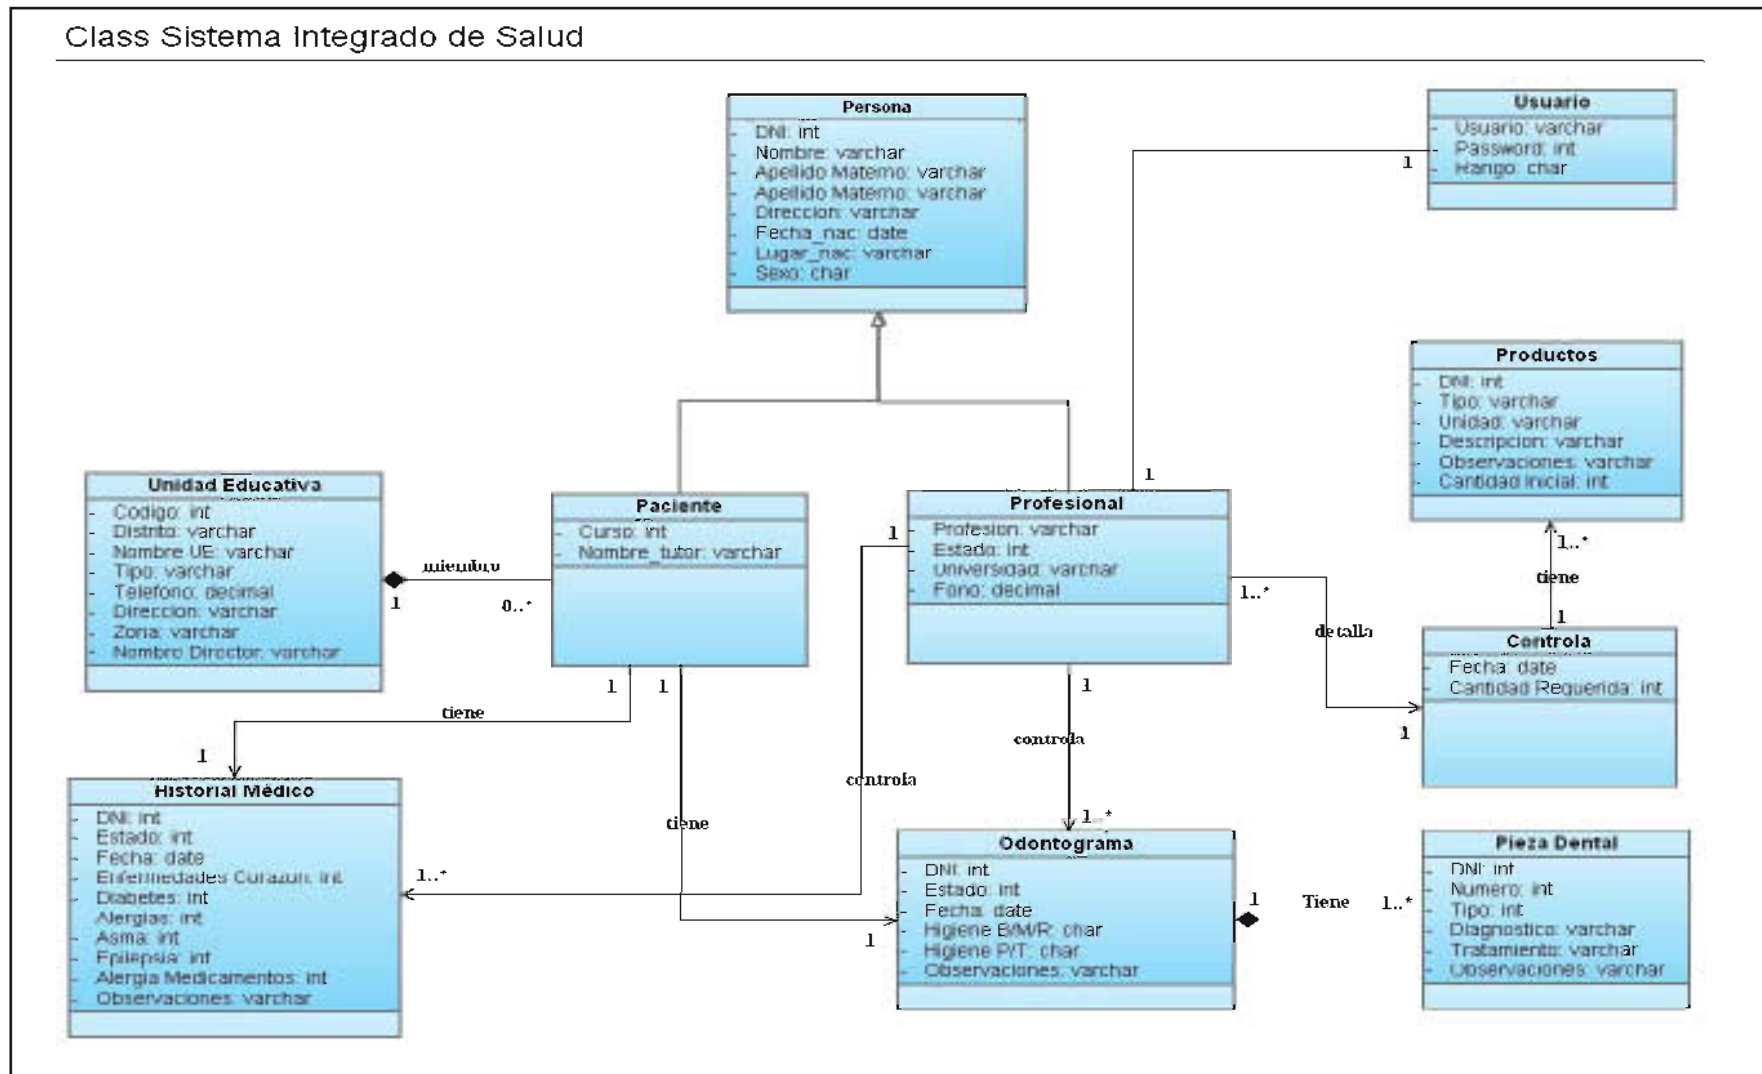 Class Sistema Integrado de Salud
Persona
- DNI: int
- Nombre: varchar
- Apellido Materno: varchar
- Apellido Materno: varchar
- Direccion: varchar
- Fecha_nac: date
- Lugar_nac: varchar
- Sexo: char
Usuario
- Usuario: varchar
- Password: int
- Rango: char
1
1
Productos
- DNI: int
- Tipo: varchar
- Unidad: varchar
- Descripcion: varchar
- Observaciones: varchar
- Cantidad Inicial: int
Unidad Educativa
- Codigo: int
- Distrito: varchar
- Nombre UE: varchar
- Tipo: varchar
- Telefono: decimal
- Direccion: varchar
- Zona: varchar
- Nombre Director: varchar
miembro
1
0..*
Paciente
- Curso: int
- Nombre_tutor: varchar
Profesional
- Profesion: varchar
- Estado: int
- Universidad: varchar
- Fono: decimal
1
1..*
detalla
1
1..*
tiene
1
Controla
- Fecha: date
- Cantidad Requerida: int
1
1
tiene
1
1
controla
controla
tiene
1..*
1..*
1
Historial Médico
- DNI: int
- Estado: int
- Fecha: date
- Enfermedades Corazon: int
- Diabetes: int
- Alergias: int
- Asma: int
- Epilepsia: int
- Alergia Medicamentos: int
- Observaciones: varchar
Odontograma
- DNI: int
- Estado: int
- Fecha: date
- Higiene B/M/R: char
- Higiene P/T: char
- Observaciones: varchar
1
Tiene
1..*
Pieza Dental
- DNI: int
- Numero: int
- Tipo: int
- Diagnostico: varchar
- Tratamiento: varchar
- Observaciones: varchar